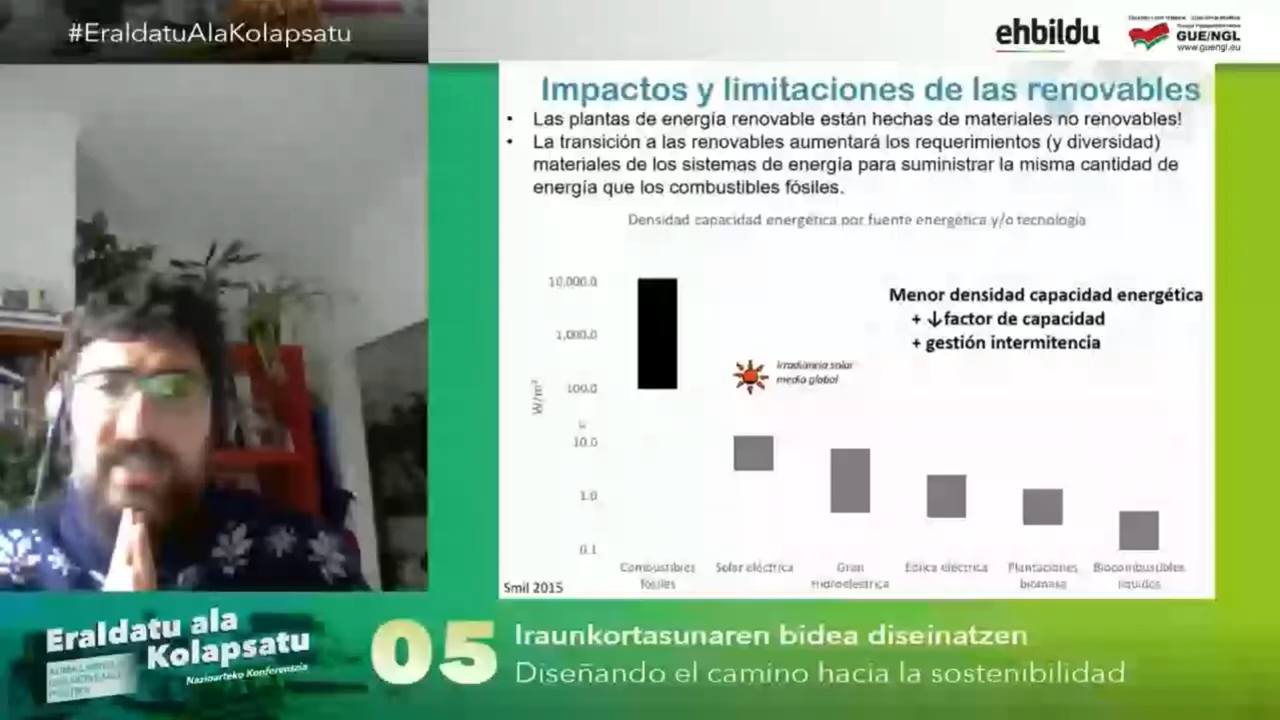 #EraldatuAlaKolapsatu
ehbildu
GUE/NGL
www.guengl.eu
Impactos y limitaciones de las renovables
• Las plantas de energía renovable están hechas de materiales no renovables!
• La transición a las renovables aumentará los requerimientos (y diversidad)
materiales de los sistemas de energía para suministrar la misma cantidad de
energía que los combustibles fósiles.
Densidad capacidad energética por fuente energética y/o tecnología
Menor densidad capacidad energética
+ ↓factor de capacidad
+ gestión intermitencia
Irradiancia solar
media global
W/m²
10,000.0
1,000.0
100.0
10.0
1.0
0.1
Combustibles
fósiles
Solar eléctrica
Gran
Hidroeléctrica
Eólica eléctrica
Plantaciones
biomasa
Biocombustibles
líquidos
Smil 2015
Eraldatu ala
Kolapsatu
Nazioarteko Konferentzia
05
Iraunkortasunaren bidea diseinatzen
Diseñando el camino hacia la sostenibilidad